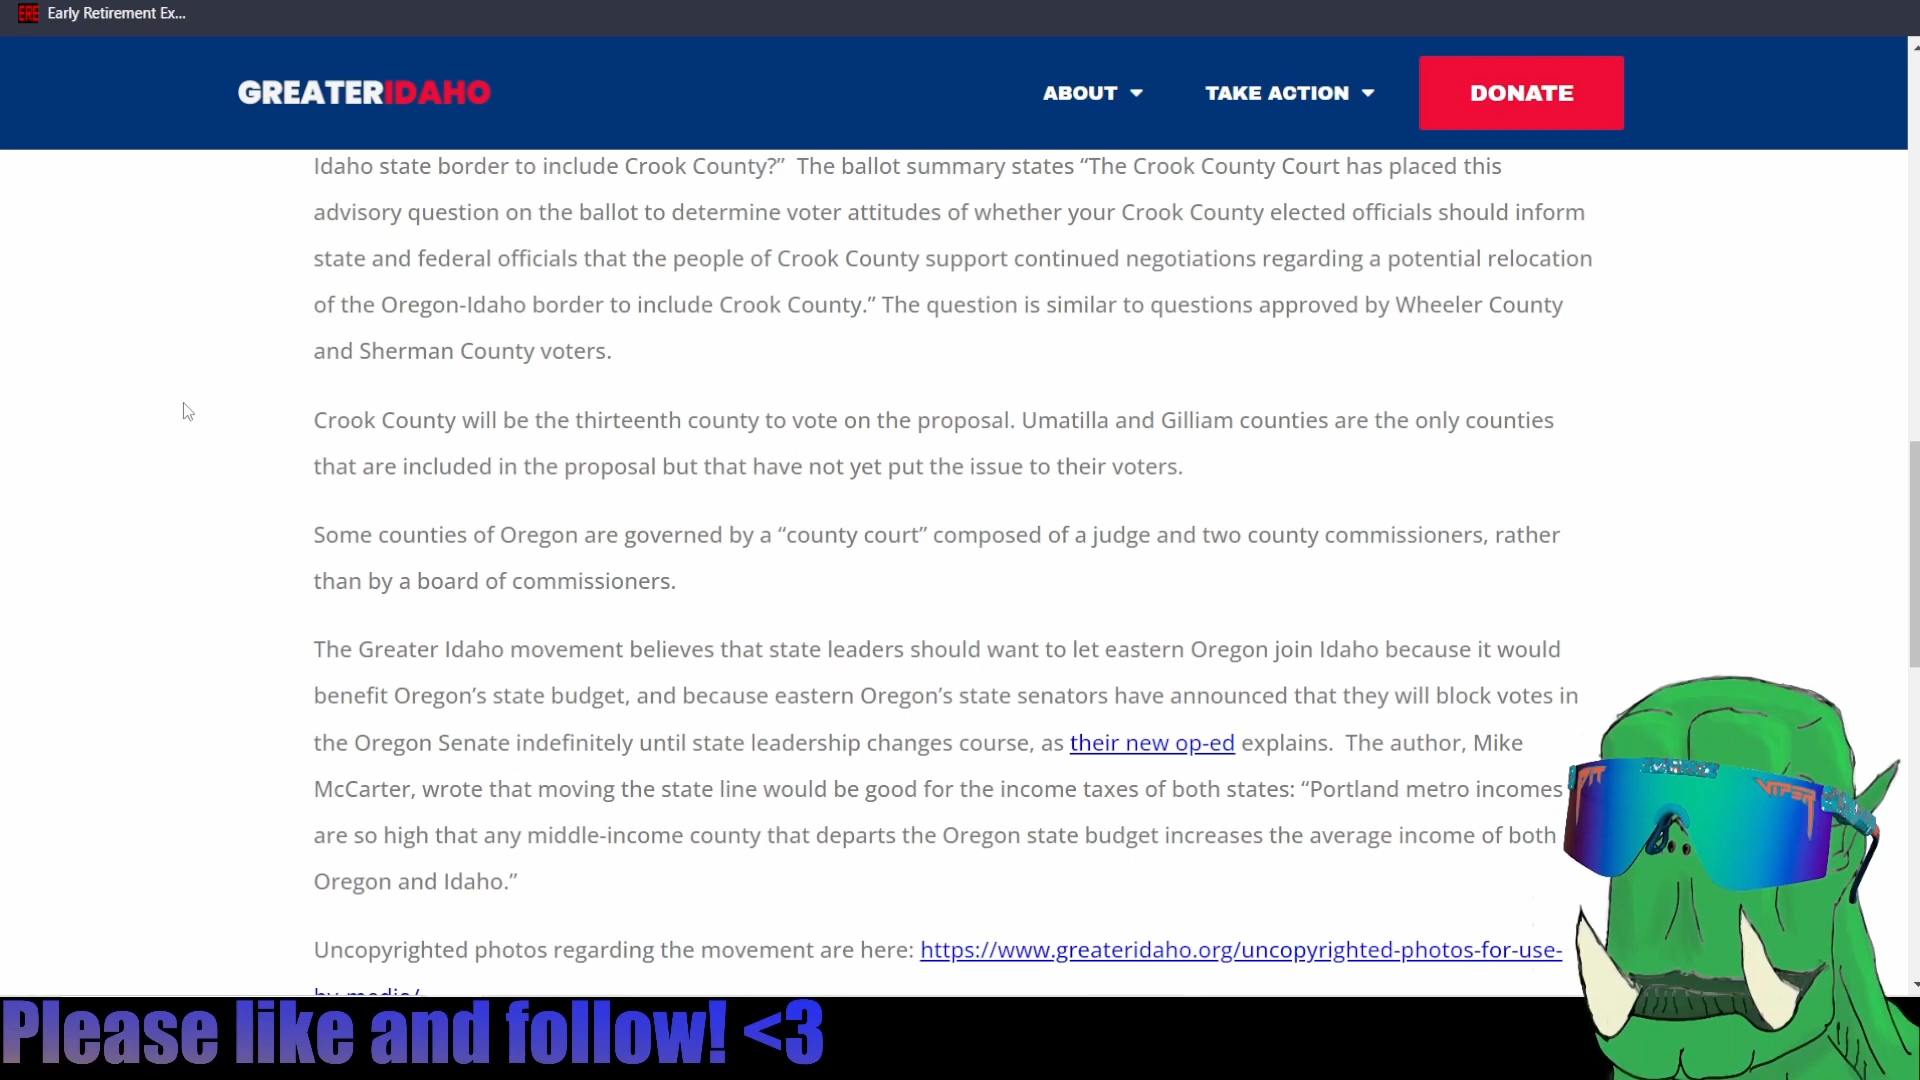 Early Retirement Ex...
GREATERIDAHO
ABOUT
TAKE ACTION
DONATE
Idaho state border to include Crook County?”  The ballot summary states “The Crook County Court has placed this
advisory question on the ballot to determine voter attitudes of whether your Crook County elected officials should inform
state and federal officials that the people of Crook County support continued negotiations regarding a potential relocation
of the Oregon-Idaho border to include Crook County.” The question is similar to questions approved by Wheeler County
and Sherman County voters.
Crook County will be the thirteenth county to vote on the proposal. Umatilla and Gilliam counties are the only counties
that are included in the proposal but that have not yet put the issue to their voters.
Some counties of Oregon are governed by a “county court” composed of a judge and two county commissioners, rather
than by a board of commissioners.
The Greater Idaho movement believes that state leaders should want to let eastern Oregon join Idaho because it would
benefit Oregon’s state budget, and because eastern Oregon’s state senators have announced that they will block votes in
the Oregon Senate indefinitely until state leadership changes course, as their new op-ed explains.  The author, Mike
McCarter, wrote that moving the state line would be good for the income taxes of both states: “Portland metro incomes
are so high that any middle-income county that departs the Oregon state budget increases the average income of both
Oregon and Idaho.”
Uncopyrighted photos regarding the movement are here: https://www.greateridaho.org/uncopyrighted-photos-for-use-
by-media/
Please like and follow! <3
PIT
VIPER